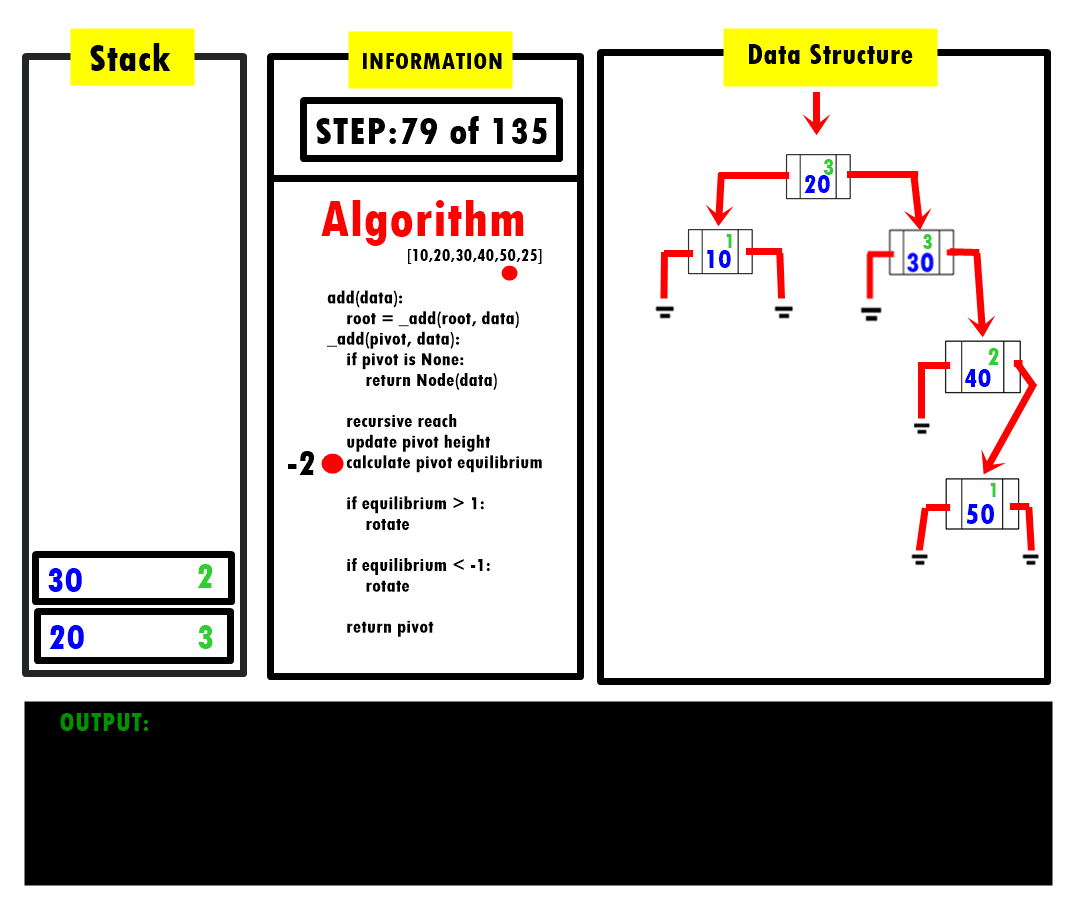 Stack
30 2
20 3
INFORMATION
STEP:79 of 135
Algorithm
[10,20,30,40,50,25]
add(data):
root = _add(root, data)
_add(pivot, data):
if pivot is None:
return Node(data)
recursive reach
update pivot height
-2 calculate pivot equilibrium
if equilibrium > 1:
rotate
if equilibrium < -1:
rotate
return pivot
Data Structure
3
20
1
10
3
30
2
40
1
50
OUTPUT: